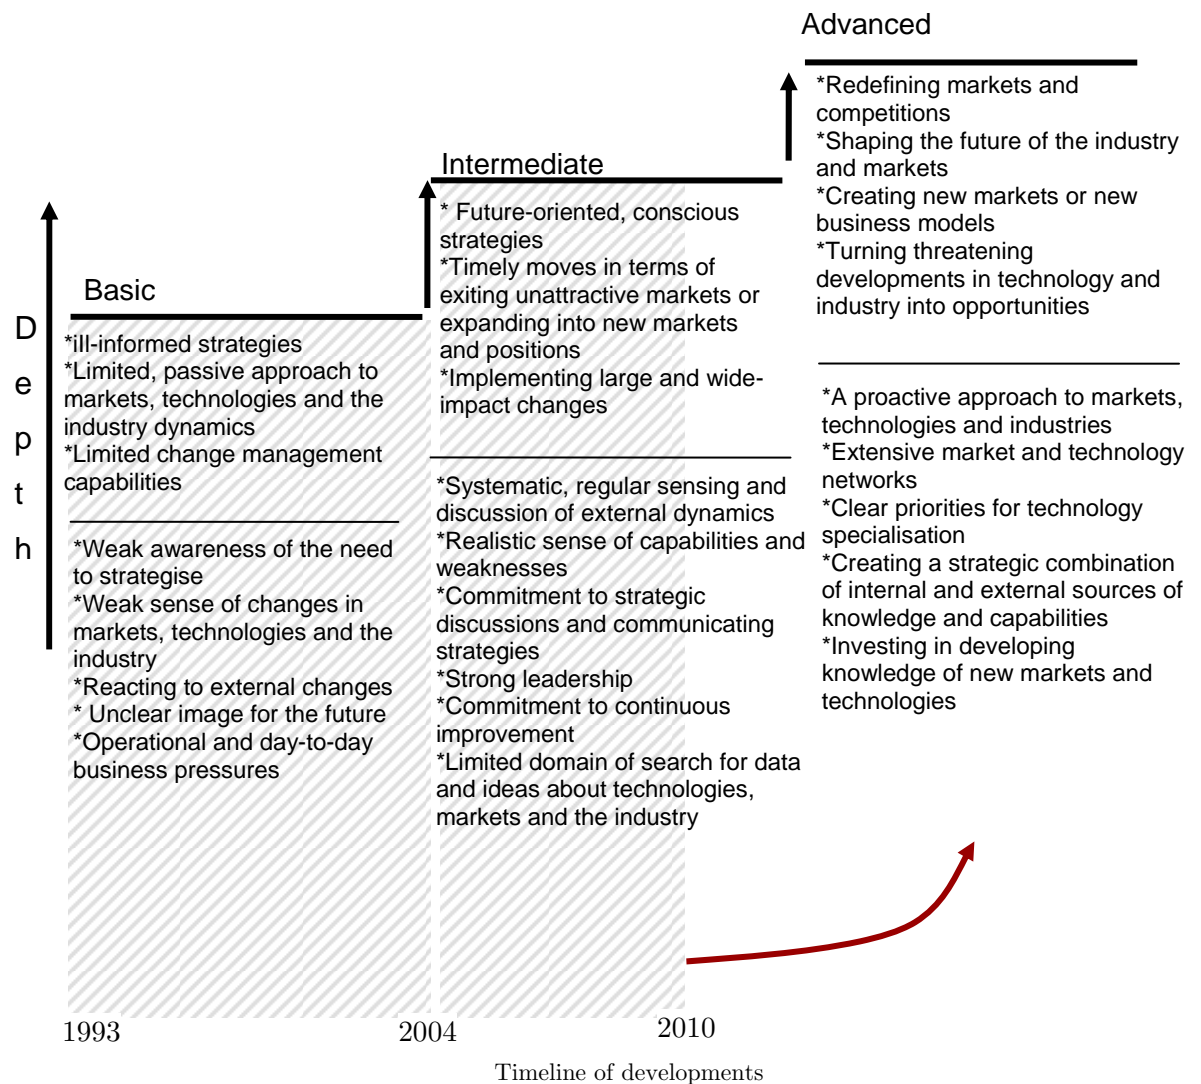 Advanced
*Redefining markets and
competitions
*Shaping the future of the industry
and markets
*Creating new markets or new
business models
*Turning threatening
developments in technology and
industry into opportunities
*A proactive approach to markets,
technologies and industries
*Extensive market and technology
networks
*Clear priorities for technology
specialisation
*Creating a strategic combination
of internal and external sources of
knowledge and capabilities
*Investing in developing
knowledge of new markets and
technologies
Intermediate
* Future-oriented, conscious
strategies
*Timely moves in terms of
exiting unattractive markets or
expanding into new markets
and positions
*Implementing large and wide-
impact changes
*Systematic, regular sensing and
discussion of external dynamics
*Realistic sense of capabilities and
weaknesses
*Commitment to strategic
discussions and communicating
strategies
*Strong leadership
*Commitment to continuous
improvement
*Limited domain of search for data
and ideas about technologies,
markets and the industry
Basic
*ill-informed strategies
*Limited, passive approach to
markets, technologies and the
industry dynamics
*Limited change management
capabilities
*Weak awareness of the need
to strategise
*Weak sense of changes in
markets, technologies and the
industry
*Reacting to external changes
* Unclear image for the future
*Operational and day-to-day
business pressures
D
e
p
t
h
1993
2004
2010
Timeline of developments